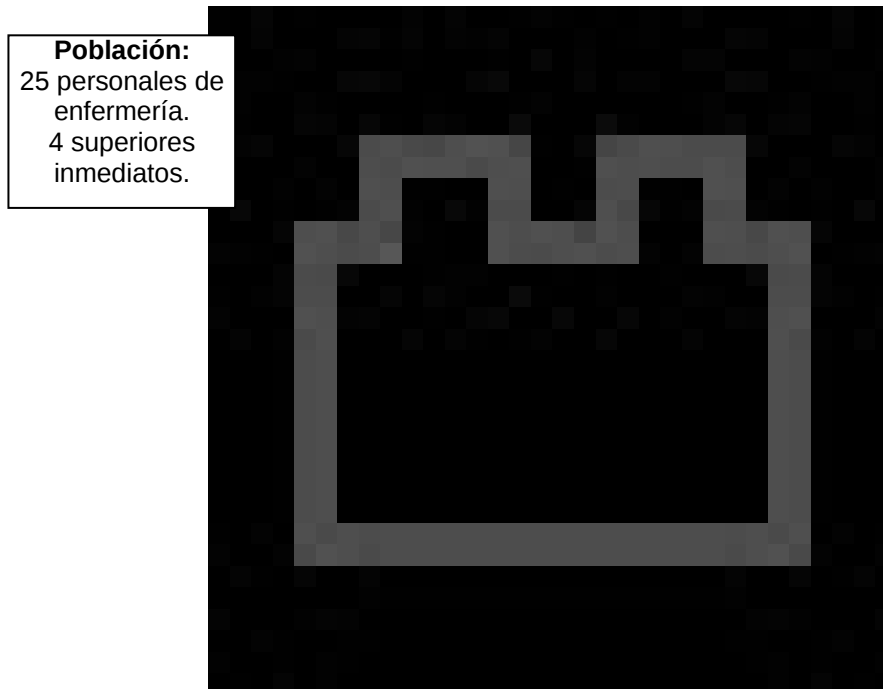 Población:
25 personales de
enfermería.
4 superiores
inmediatos.